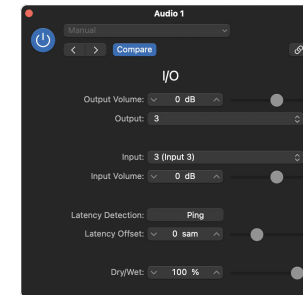 Audio 1
Manual
Compare
I/O
Output Volume: 0 dB
Output: 3
Input: 3 (Input 3)
Input Volume: 0 dB
Latency Detection: Ping
Latency Offset: 0 sam
Dry/Wet: 100 %